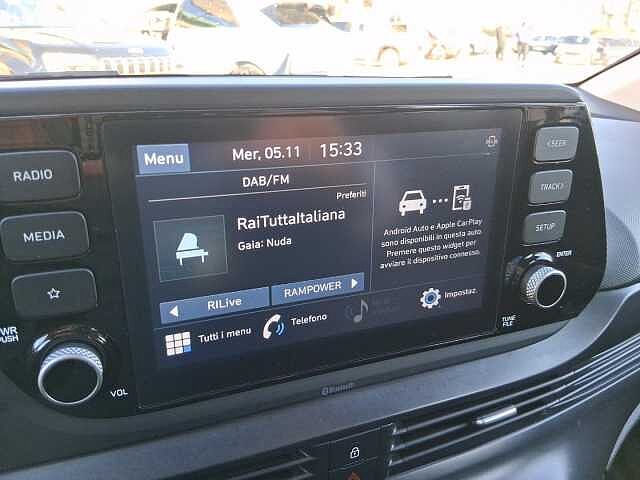 RADIO
MEDIA
PWR
PUSH
VOL
Menu
Mer, 05.11 15:33
DAB/FM
Preferiti
RaiTuttaItaliana
Gaia: Nuda
RILive
RAMPOWER
Tutti i menu
Telefono
Impostaz.
Android Auto e Apple CarPlay
sono disponibili in questa auto.
Premere questo widget per
avviare il dispositivo connesso.
< SEEK
TRACK >
SETUP
ENTER
TUNE
FILE
Bluetooth